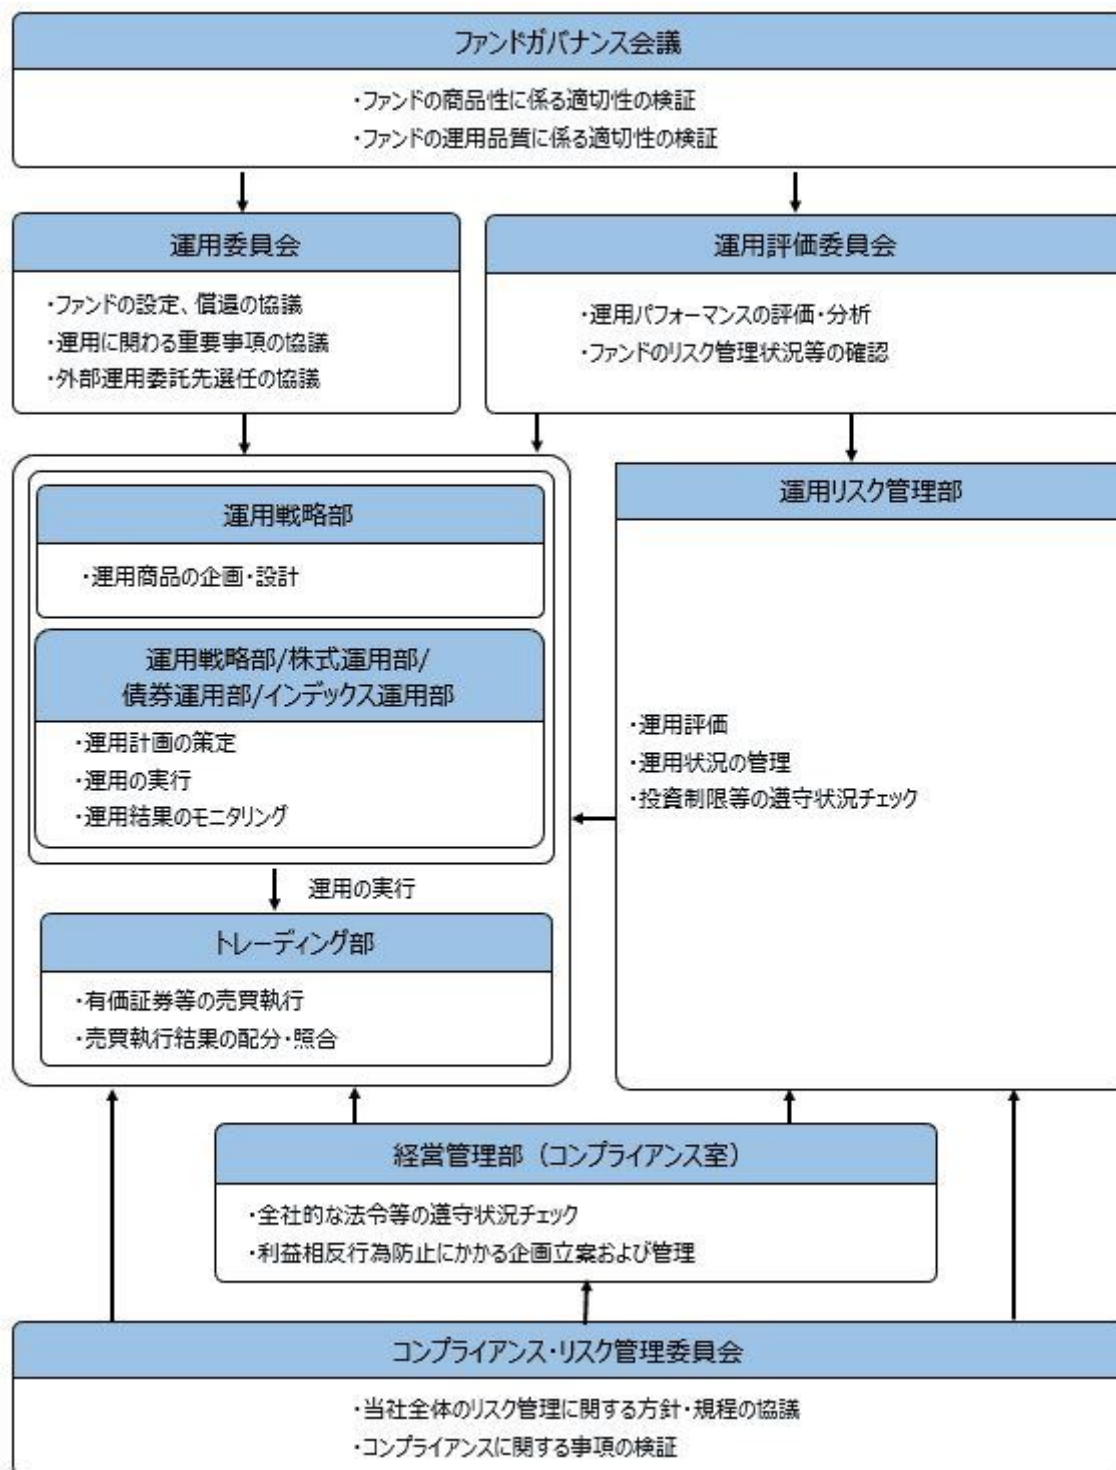 ファンドガバナンス会議
・ファンドの商品性に係る適切性の検証
・ファンドの運用品質に係る適切性の検証
運用委員会
・ファンドの設定、償還の協議
・運用に関わる重要事項の協議
・外部運用委託先選任の協議
運用評価委員会
・運用パフォーマンスの評価・分析
・ファンドのリスク管理状況等の確認
運用戦略部
・運用商品の企画・設計
運用戦略部/株式運用部/
債券運用部/インデックス運用部
・運用計画の策定
・運用の実行
・運用結果のモニタリング
運用の実行
トレーディング部
・有価証券等の売買執行
・売買執行結果の配分・照合
運用リスク管理部
・運用評価
・運用状況の管理
・投資制限等の遵守状況チェック
経営管理部（コンプライアンス室）
・全社的な法令等の遵守状況チェック
・利益相反行為防止にかかる企画立案および管理
コンプライアンス・リスク管理委員会
・当社全体のリスク管理に関する方針・規程の協議
・コンプライアンスに関する事項の検証